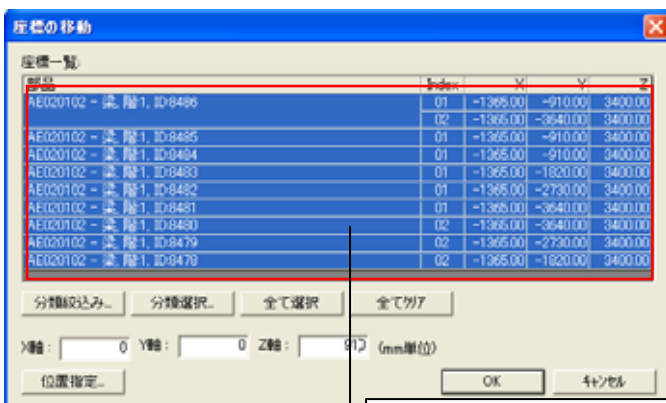 座標の移動
座標一覧:
部品 Index X Y Z
AE020102 - 梁, 階1, ID:8486 01 -1365.00 -910.00 3400.00
02 -1365.00 -3640.00 3400.00
AE020102 - 梁, 階1, ID:8485 01 -1365.00 -910.00 3400.00
AE020102 - 梁, 階1, ID:8484 01 -1365.00 -910.00 3400.00
AE020102 - 梁, 階1, ID:8483 01 -1365.00 -1820.00 3400.00
AE020102 - 梁, 階1, ID:8482 01 -1365.00 -2730.00 3400.00
AE020102 - 梁, 階1, ID:8481 01 -1365.00 -3640.00 3400.00
AE020102 - 梁, 階1, ID:8480 02 -1365.00 -3640.00 3400.00
AE020102 - 梁, 階1, ID:8479 02 -1365.00 -2730.00 3400.00
AE020102 - 梁, 階1, ID:8478 02 -1365.00 -1820.00 3400.00
分類絞込み... 分類選択... 全て選択 全てクリア
X軸: 0 Y軸: 0 Z軸: 910 (mm単位)
位置指定... OK キャンセル